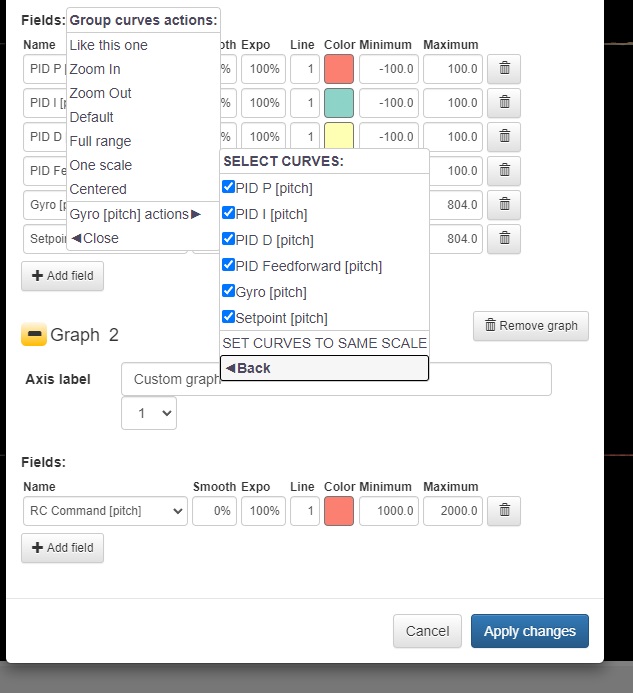 Fields: Group curves actions:
Name oth Expo Line Color Minimum Maximum
Like this one
PID P % 100% 1 -100.0 100.0
Zoom In
Zoom Out
PID I [p % 100% 1 -100.0 100.0
Default
PID D % 100% 1 -100.0 100.0
Full range
SELECT CURVES:
One scale
PID Fe 100.0
Centered
PID P [pitch]
Gyro [p 804.0
Gyro [pitch] actions▶
PID I [pitch]
Setpoi 804.0
◀Close
PID D [pitch]
PID Feedforward [pitch]
+ Add field
Gyro [pitch]
Setpoint [pitch]
Graph 2
Remove graph
SET CURVES TO SAME SCALE
◀Back
Axis label Custom graph
1
Fields:
Name Smooth Expo Line Color Minimum Maximum
RC Command [pitch] 0% 100% 1 1000.0 2000.0
+ Add field
Cancel Apply changes